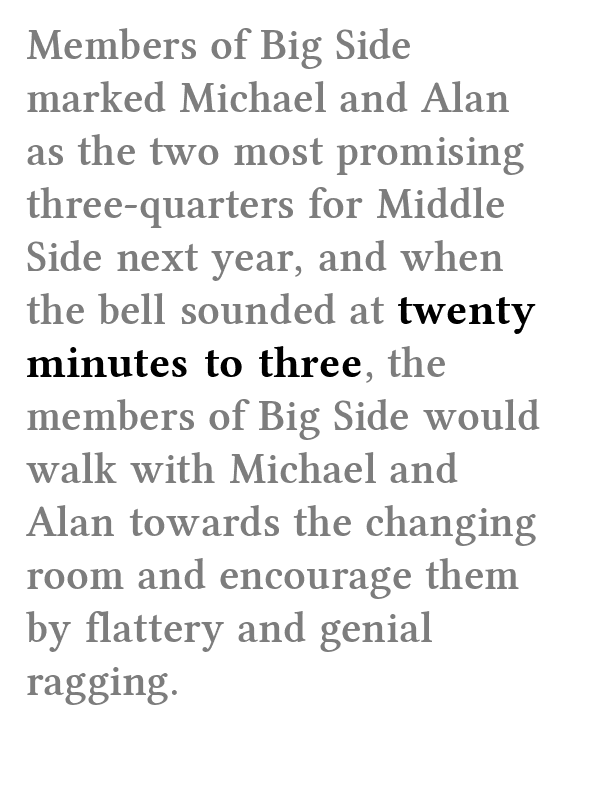 Members of Big Side
marked Michael and Alan
as the two most promising
three-quarters for Middle
Side next year, and when
the bell sounded at twenty
minutes to three, the
members of Big Side would
walk with Michael and
Alan towards the changing
room and encourage them
by flattery and genial
ragging.